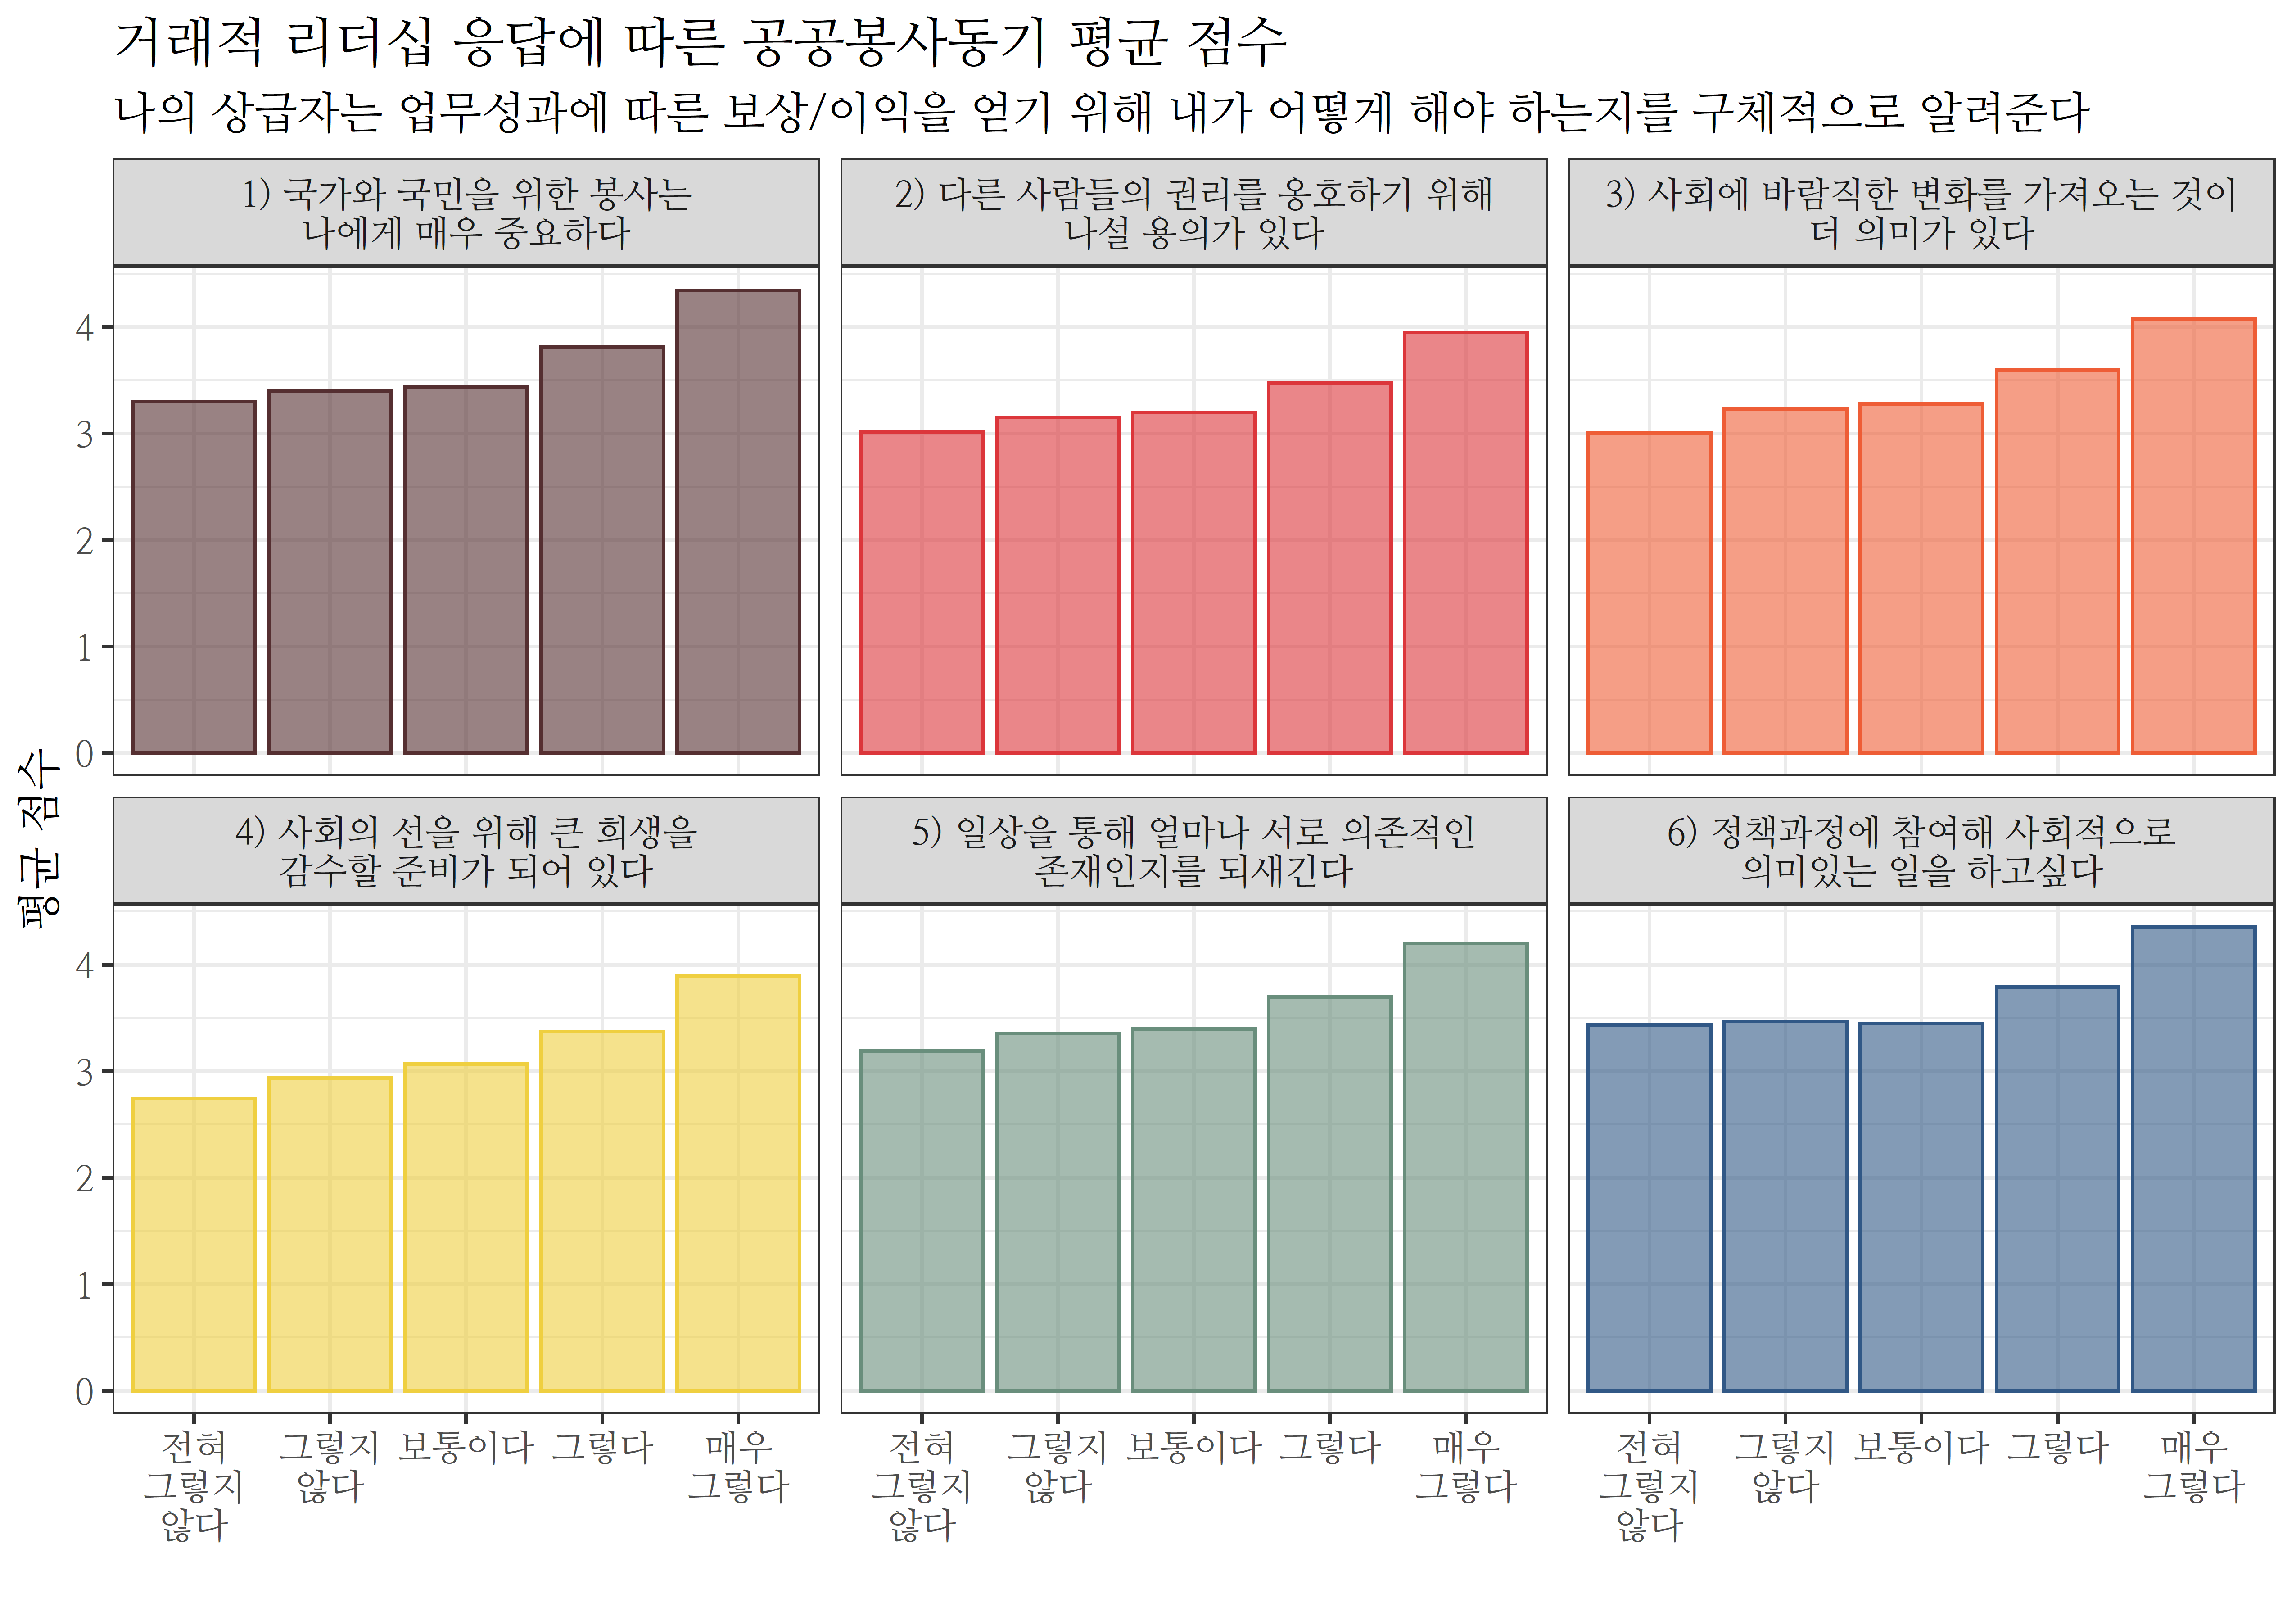 거래적 리더십 응답에 따른 공공봉사동기 평균 점수
나의 상급자는 업무성과에 따른 보상/이익을 얻기 위해 내가 어떻게 해야 하는지를 구체적으로 알려준다
1) 국가와 국민을 위한 봉사는
나에게 매우 중요하다
2) 다른 사람들의 권리를 옹호하기 위해
나설 용의가 있다
3) 사회에 바람직한 변화를 가져오는 것이
더 의미가 있다
4
3
2
1
0
평균 점수
4) 사회의 선을 위해 큰 희생을
감수할 준비가 되어 있다
5) 일상을 통해 얼마나 서로 의존적인
존재인지를 되새긴다
6) 정책과정에 참여해 사회적으로
의미있는 일을 하고싶다
4
3
2
1
0
전혀
그렇지
않다
그렇지
않다
보통이다
그렇다
매우
그렇다
전혀
그렇지
않다
그렇지
않다
보통이다
그렇다
매우
그렇다
전혀
그렇지
않다
그렇지
않다
보통이다
그렇다
매우
그렇다